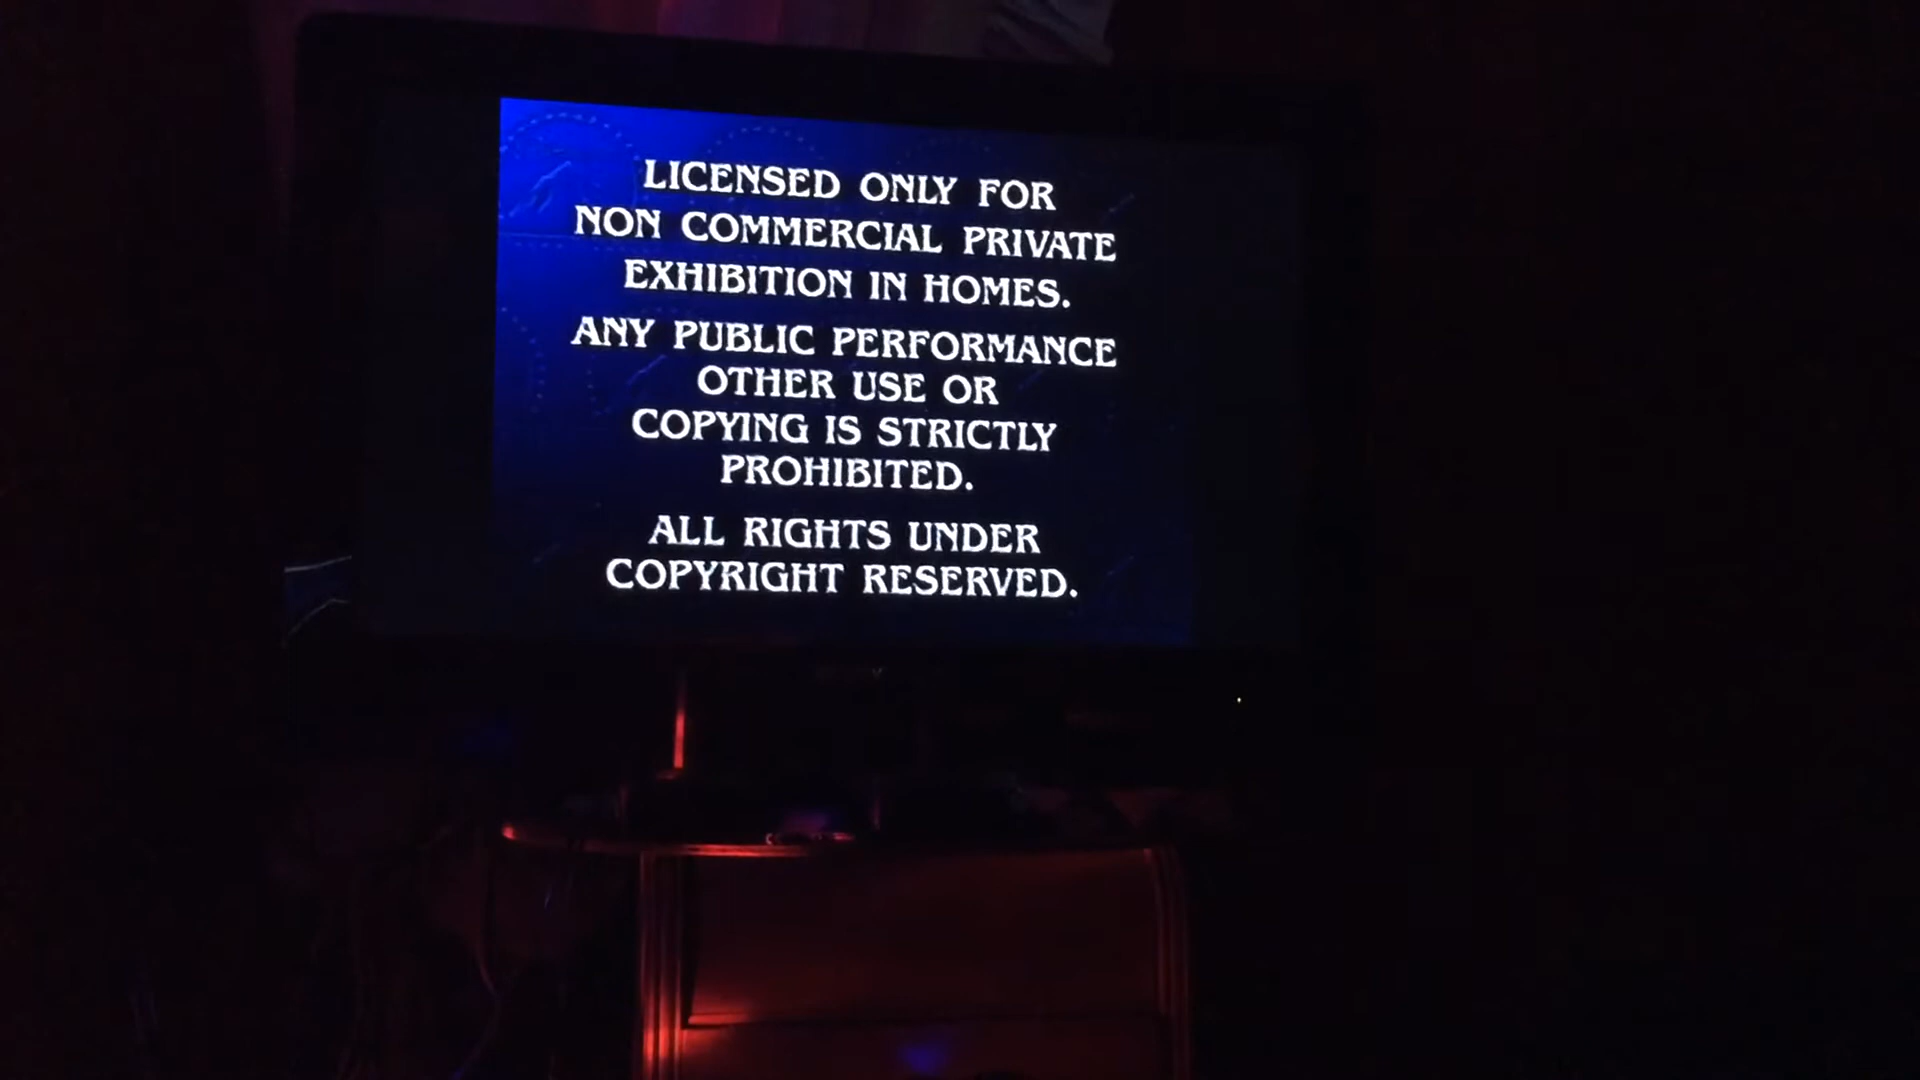 LICENSED ONLY FOR
NON COMMERCIAL PRIVATE
EXHIBITION IN HOMES.
ANY PUBLIC PERFORMANCE
OTHER USE OR
COPYING IS STRICTLY
PROHIBITED.
ALL RIGHTS UNDER
COPYRIGHT RESERVED.